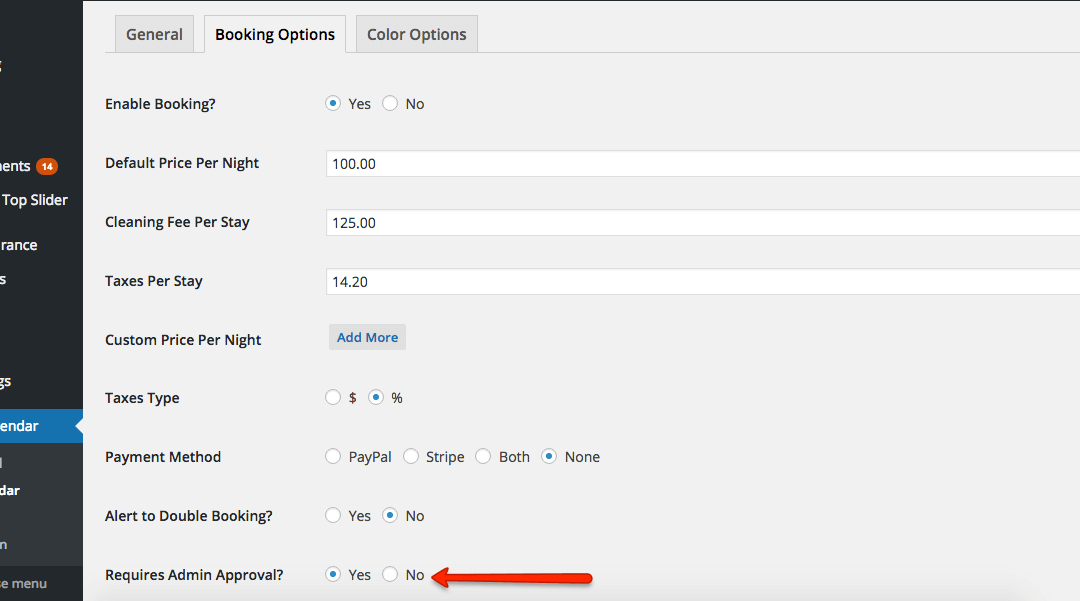 General Booking Options Color Options
Enable Booking? Yes No
ments 14
Default Price Per Night 100.00
Top Slider
Cleaning Fee Per Stay 125.00
rance
s
Taxes Per Stay 14.20
Custom Price Per Night Add More
gs
Taxes Type $ %
endar
Payment Method PayPal Stripe Both None
dar
Alert to Double Booking? Yes No
n
Requires Admin Approval? Yes No
e menu